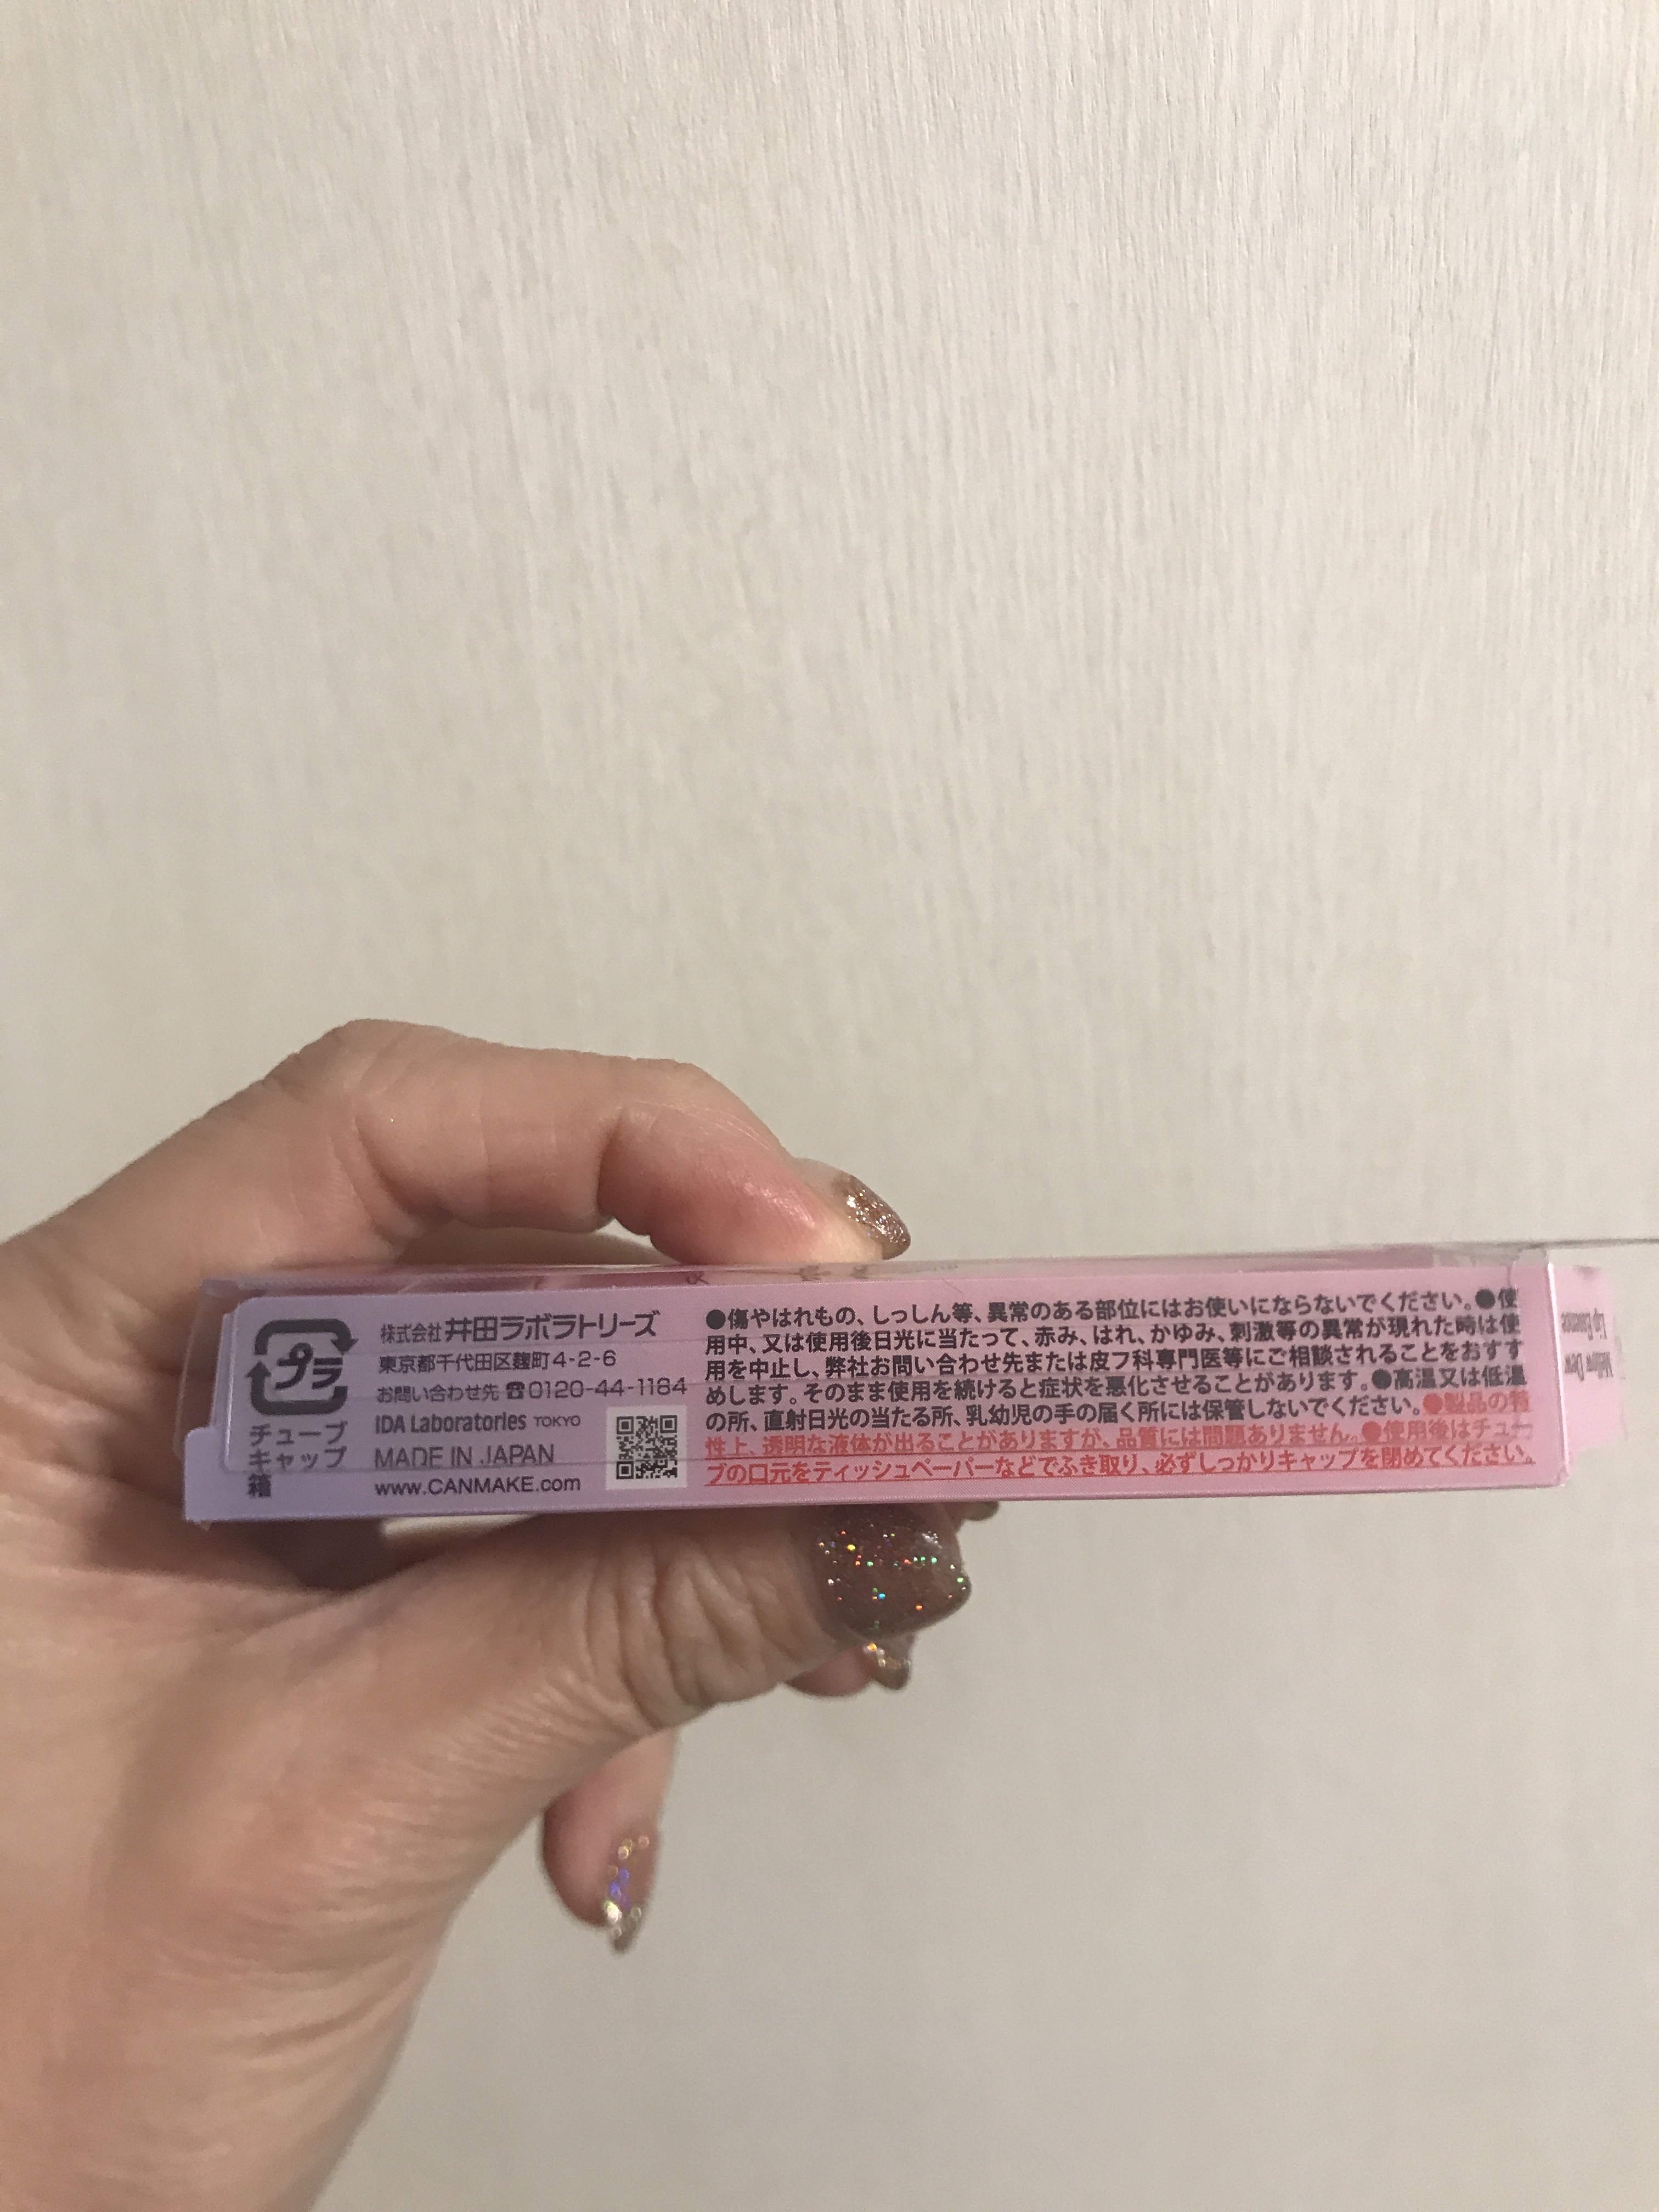 プラ
チューブ
キャップ
箱
株式会社 井田ラボラトリーズ
東京都千代田区麹町4-2-6
お問い合わせ先 ☎0120-44-1184
IDA Laboratories TOKYO
MADE IN JAPAN
www.CANMAKE.com
●傷やはれもの、しっしん等、異常のある部位にはお使いにならないでください。●使
用中、又は使用後日光に当たって、赤み、はれ、かゆみ、刺激等の異常が現れた時は使
用を中止し、弊社お問い合わせ先または皮フ科専門医等にご相談されることをおすす
めします。そのまま使用を続けると症状を悪化させることがあります。●高温又は低温
の所、直射日光の当たる所、乳幼児の手の届く所には保管しないでください。●製品の特
性上、透明な液体が出ることがありますが、品質には問題ありません。●使用後はチュー
ブの口元をティッシュペーパーなどでふき取り、必ずしっかりキャップを閉めてください。
Lip Essence
Mellow Dew